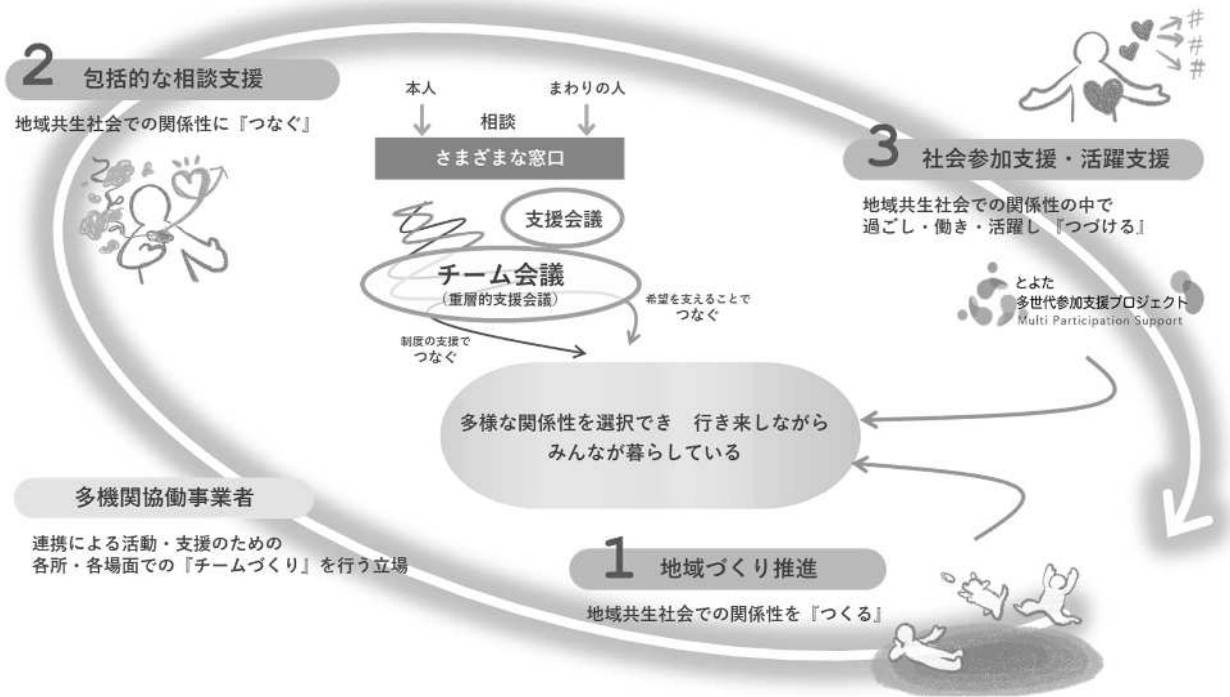 2 包括的な相談支援
地域共生社会での関係性に『つなぐ』
本人
まわりの人
相談
さまざまな窓口
支援会議
チーム会議
(重層的支援会議)
制度の支援で
つなぐ
希望を支えることで
つなぐ
# # #
3 社会参加支援・活躍支援
地域共生社会での関係性の中で
過ごし・働き・活躍し『つづける』
とよた
多世代参加支援プロジェクト
Multi Participation Support
多様な関係性を選択でき 行き来しながら
みんなが暮らしている
多機関協働事業者
連携による活動・支援のための
各所・各場面での『チームづくり』を行う立場
1 地域づくり推進
地域共生社会での関係性を『つくる』